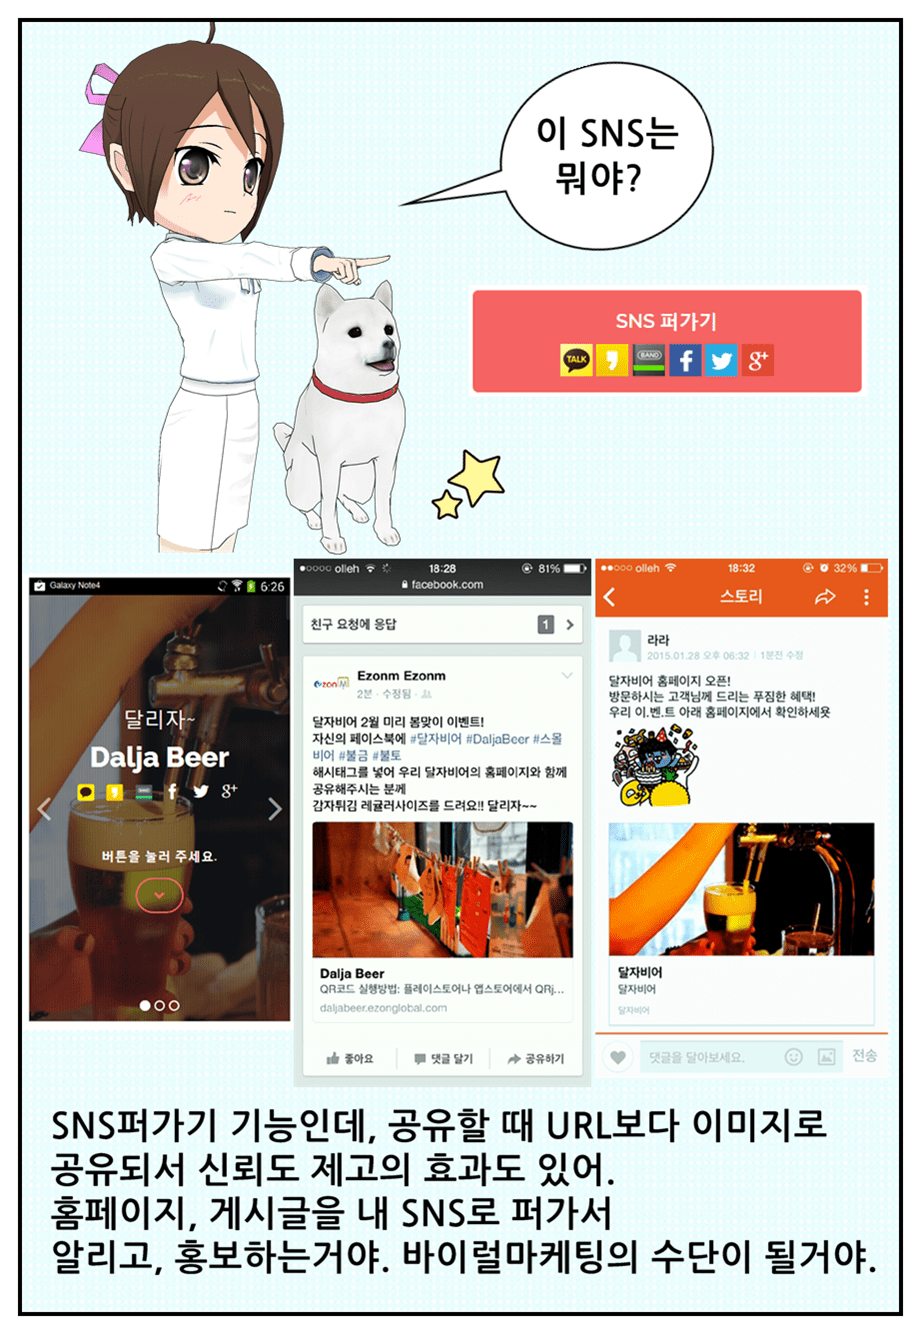 이 SNS는
뭐야?
SNS 퍼가기
TALK
BAND
g+
Galaxy Note4
6:26
달리자~
Dalja Beer
BAND
g+
버튼을 눌러 주세요.
olleh 18:28 81%
facebook.com
친구 요청에 응답 1
ezonM
Ezonm Ezonm
2분 · 수정됨 ·
달자비어 2월 미리 봄맞이 이벤트!
자신의 페이스북에 #달자비어 #DaljaBeer #스몰
비어 #불금 #불토
해시태그를 넣어 우리 달자비어의 홈페이지와 함께
공유해주시는 분께
감자튀김 레귤러사이즈를 드려요!! 달리자~~
Dalja Beer
QR코드 실행방법: 플레이스토어나 앱스토어에서 QRj...
daljabeer.ezonglobal.com
좋아요 댓글 달기 공유하기
olleh 18:32 32%
스토리
라라
2015.01.28 오후 06:32 | 1분전 수정
달자비어 홈페이지 오픈!
방문하시는 고객님께 드리는 푸짐한 혜택!
우리 이.벤.트 아래 홈페이지에서 확인하세욧
달자비어
달자비어
달자비어
댓글을 달아보세요. 전송
SNS퍼가기 기능인데, 공유할 때 URL보다 이미지로
공유되서 신뢰도 제고의 효과도 있어.
홈페이지, 게시글을 내 SNS로 퍼가서
알리고, 홍보하는거야. 바이럴마케팅의 수단이 될거야.